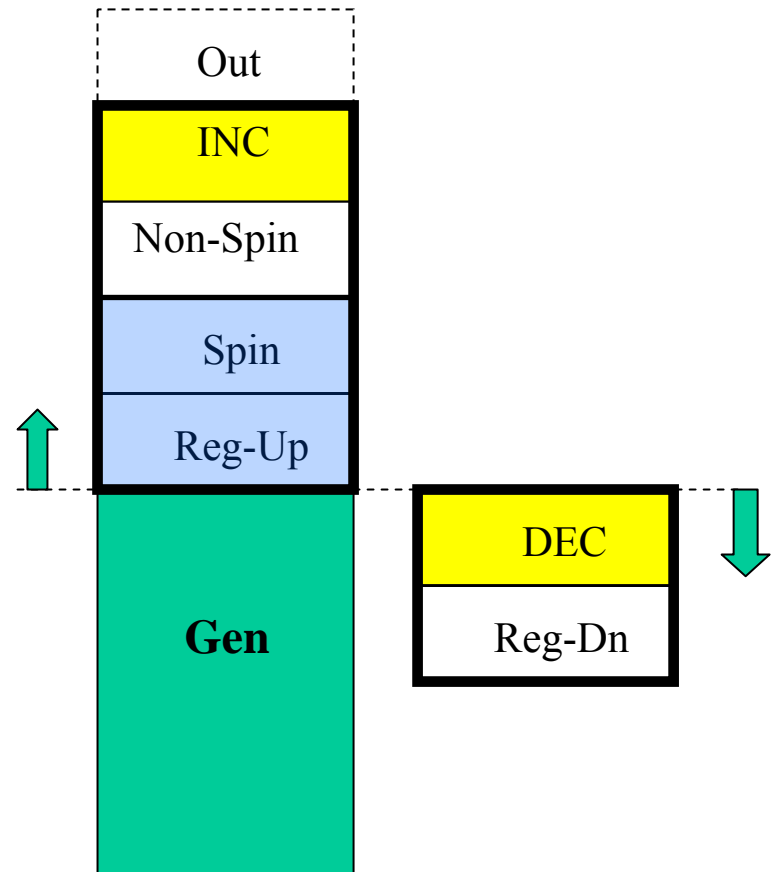 Out
INC
Non-Spin
Spin
Reg-Up
Gen
DEC
Reg-Dn